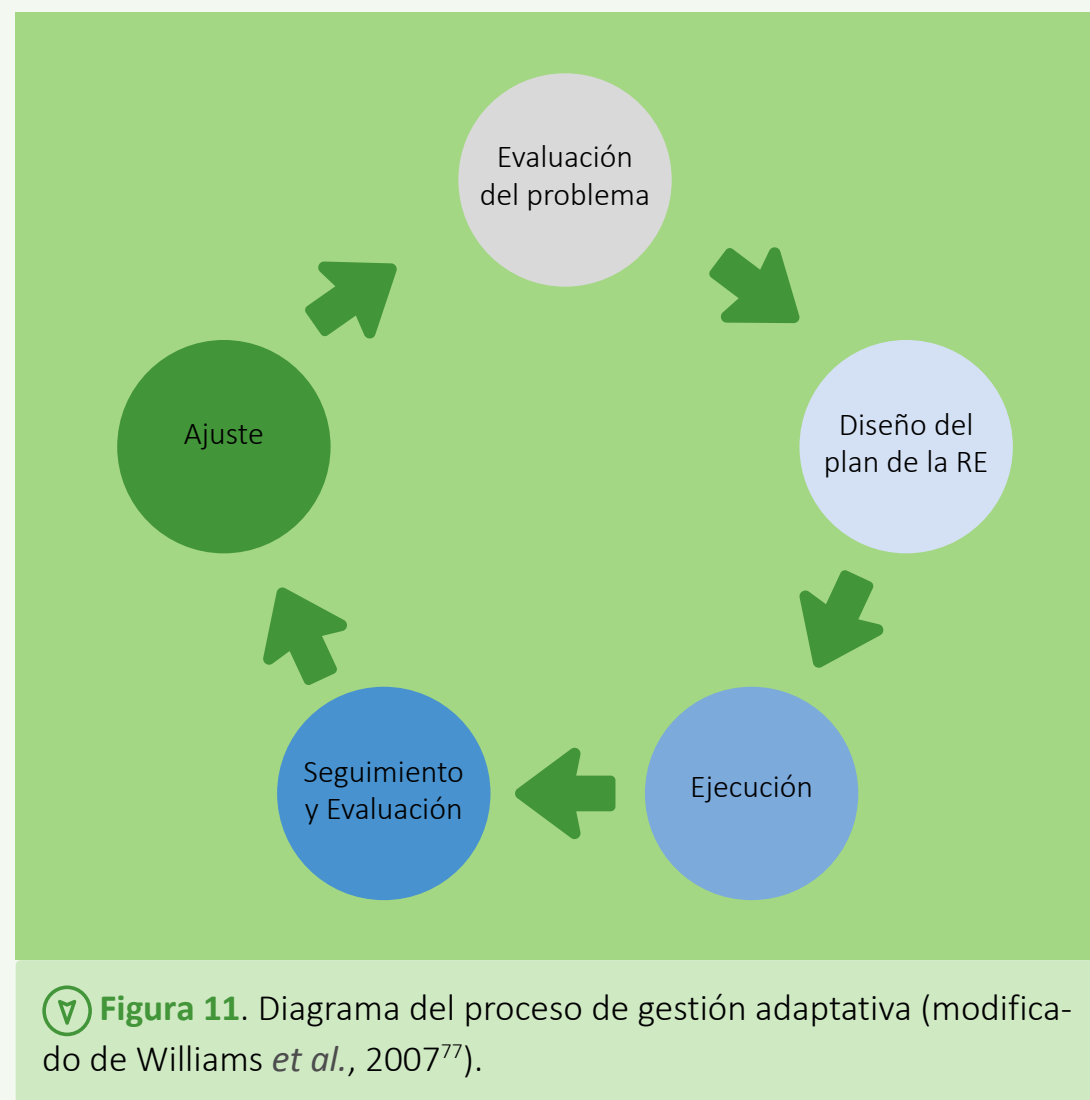 Evaluación
del problema
Diseño del
plan de la RE
Ejecución
Seguimiento
y Evaluación
Ajuste
Figura 11. Diagrama del proceso de gestión adaptativa (modifica-
do de Williams et al., 2007⁷⁷).